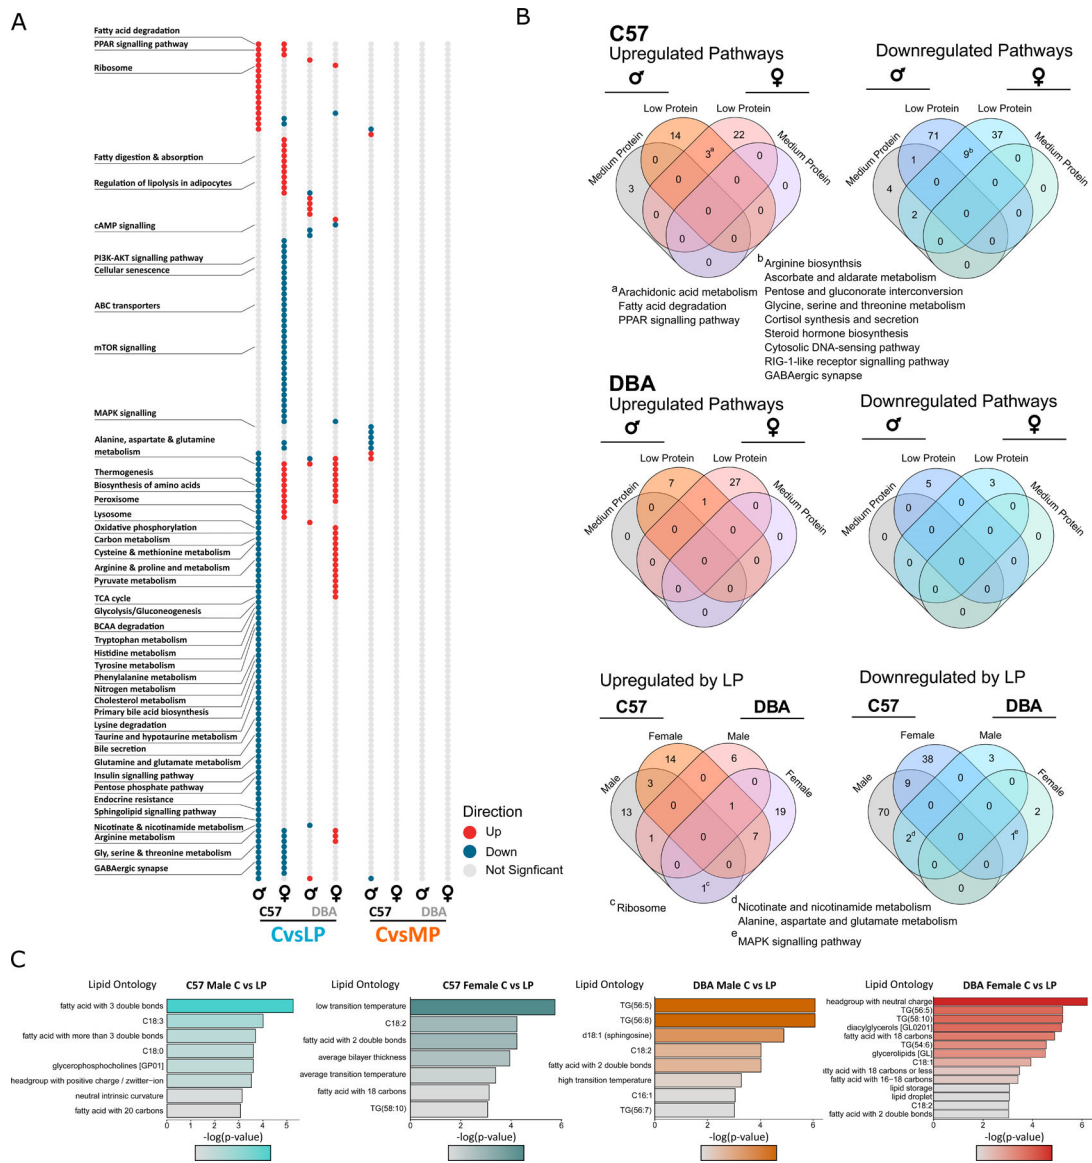 A
Fatty acid degradation
PPAR signalling pathway
Ribosome
Fatty digestion & absorption
Regulation of lipolysis in adipocytes
cAMP signalling
PI3K-AKT signalling pathway
Cellular senescence
ABC transporters
mTOR signalling
MAPK signalling
Alanine, aspartate & glutamine
metabolism
Thermogenesis
Biosynthesis of amino acids
Peroxisome
Lysosome
Oxidative phosphorylation
Carbon metabolism
Cysteine & methionine metabolism
Arginine & proline and metabolism
Pyruvate metabolism
TCA cycle
Glycolysis/Gluconeogenesis
BCAA degradation
Tryptophan metabolism
Histidine metabolism
Tyrosine metabolism
Phenylalanine metabolism
Nitrogen metabolism
Cholesterol metabolism
Primary bile acid biosynthesis
Lysine degradation
Taurine and hypotaurine metabolism
Bile secretion
Glutamine and glutamate metabolism
Insulin signalling pathway
Pentose phosphate pathway
Endocrine resistance
Sphingolipid signalling pathway
Nicotinate & nicotinamide metabolism
Arginine metabolism
Gly, serine & threonine metabolism
GABAergic synapse
♂ ♀ ♂ ♀ ♂ ♀ ♂ ♀
C57 DBA C57 DBA
CvsLP CvsMP
Direction
Up
Down
Not Signficant
B
C57
Upregulated Pathways
♂ ♀
Low Protein Low Protein
Medium Protein Medium Protein
14 22
0 3a 0
3 0 0 0
0 0 0
0 0
0
a Arachidonic acid metabolism
Fatty acid degradation
PPAR signalling pathway
Downregulated Pathways
♂ ♀
Low Protein Low Protein
Medium Protein Medium Protein
71 37
1 9b 0
4 0 0 0
2 0 0
0 0
0
b Arginine biosynthsis
Ascorbate and aldarate metabolism
Pentose and gluconorate interconversion
Glycine, serine and threonine metabolism
Cortisol synthesis and secretion
Steroid hormone biosynthesis
Cytosolic DNA-sensing pathway
RIG-1-like receptor signalling pathway
GABAergic synapse
DBA
Upregulated Pathways
♂ ♀
Low Protein Low Protein
Medium Protein Medium Protein
7 27
0 1 0
0 0 0 0
0 0 0
0 0
0
Downregulated Pathways
♂ ♀
Low Protein Low Protein
Medium Protein Medium Protein
5 3
0 0 0
0 0 0 0
0 0 0
0 0
0
Upregulated by LP
C57 DBA
Female Male
Male Female
14 6
3 0 0
13 0 1 19
1 0 7
0 0
1c
c Ribosome
Downregulated by LP
C57 DBA
Female Male
Male Female
38 3
9 0 0
70 0 0 2
2d 0 1e
0 0
0
d Nicotinate and nicotinamide metabolism
Alanine, aspartate and glutamate metabolism
e MAPK signalling pathway
C
Lipid Ontology C57 Male C vs LP
fatty acid with 3 double bonds
C18:3
fatty acid with more than 3 double bonds
C18:0
glycerophosphocholines [GP01]
headgroup with positive charge / zwitter-ion
neutral intrinsic curvature
fatty acid with 20 carbons
0 1 2 3 4 5
-log(p-value)
Lipid Ontology C57 Female C vs LP
low transition temperature
C18:2
fatty acid with 2 double bonds
average bilayer thickness
average transition temperature
fatty acid with 18 carbons
TG(58:10)
0 2 4 6
-log(p-value)
Lipid Ontology DBA Male C vs LP
TG(56:5)
TG(56:8)
d18:1 (sphingosine)
C18:2
fatty acid with 2 double bonds
high transition temperature
C16:1
TG(56:7)
0 2 4 6
-log(p-value)
Lipid Ontology DBA Female C vs LP
headgroup with neutral charge
TG(56:5)
TG(58:10)
diacylglycerols [GL0201]
fatty acid with 18 carbons
TG(54:6)
glycerolipids [GL]
C18:1
fatty acid with 18 carbons or less
fatty acid with 16-18 carbons
lipid storage
lipid droplet
C18:2
fatty acid with 2 double bonds
0 2 4 6
-log(p-value)